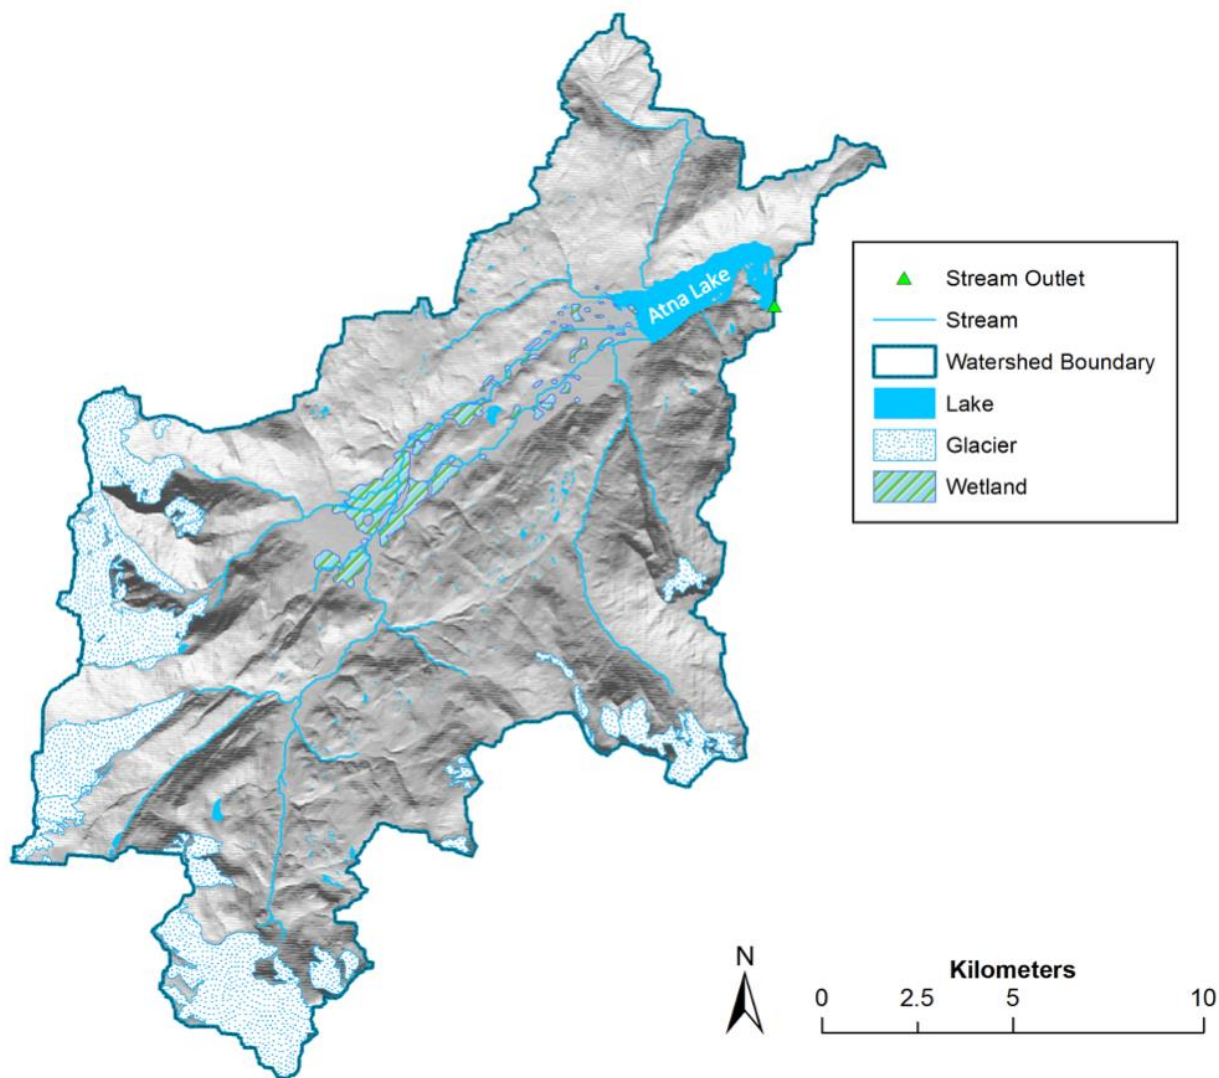 Atna Lake
Stream Outlet
Stream
Watershed Boundary
Lake
Glacier
Wetland
N
Kilometers
0 2.5 5 10